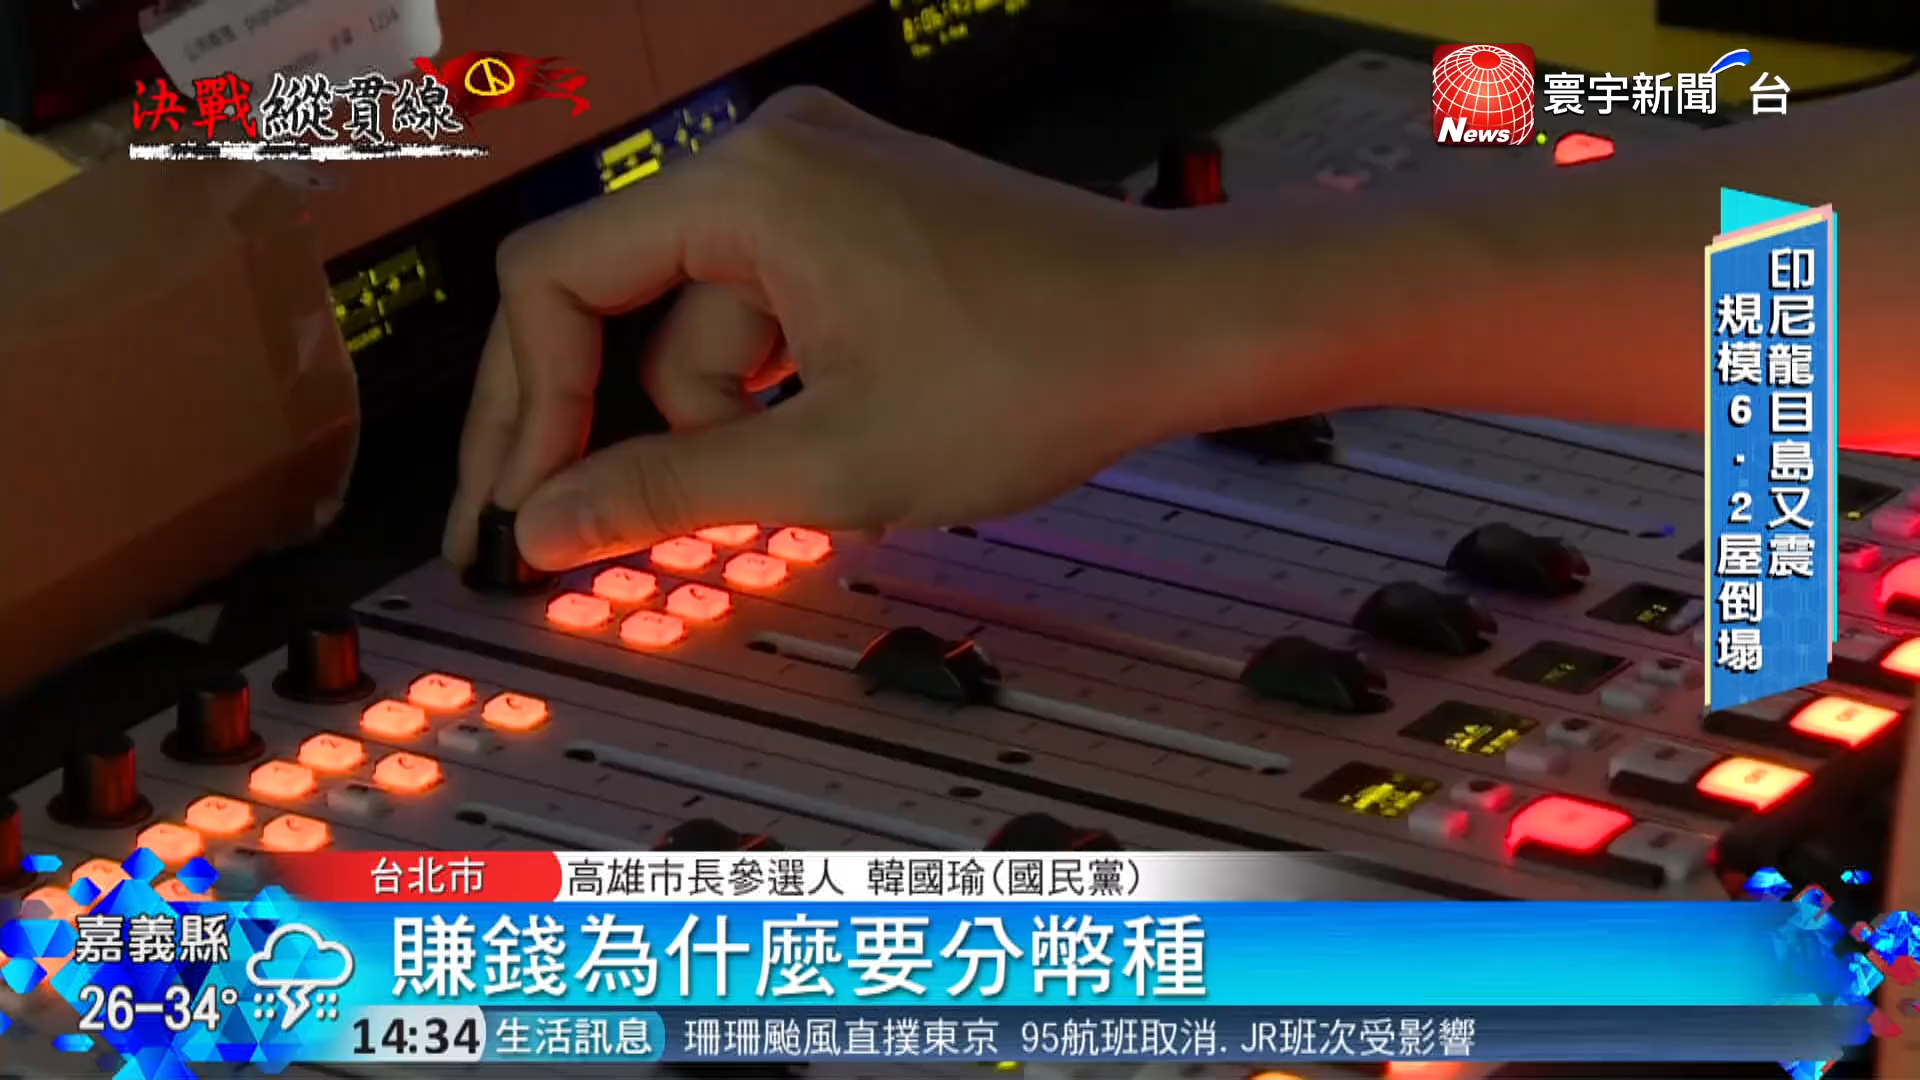 決戰縱貫線
寰宇新聞台
News
印尼龍目島又震
規模6.2屋倒塌
台北市
高雄市長參選人 韓國瑜(國民黨)
賺錢為什麼要分幣種
嘉義縣
26-34°
14:34
生活訊息
珊珊颱風直撲東京 95航班取消.JR班次受影響